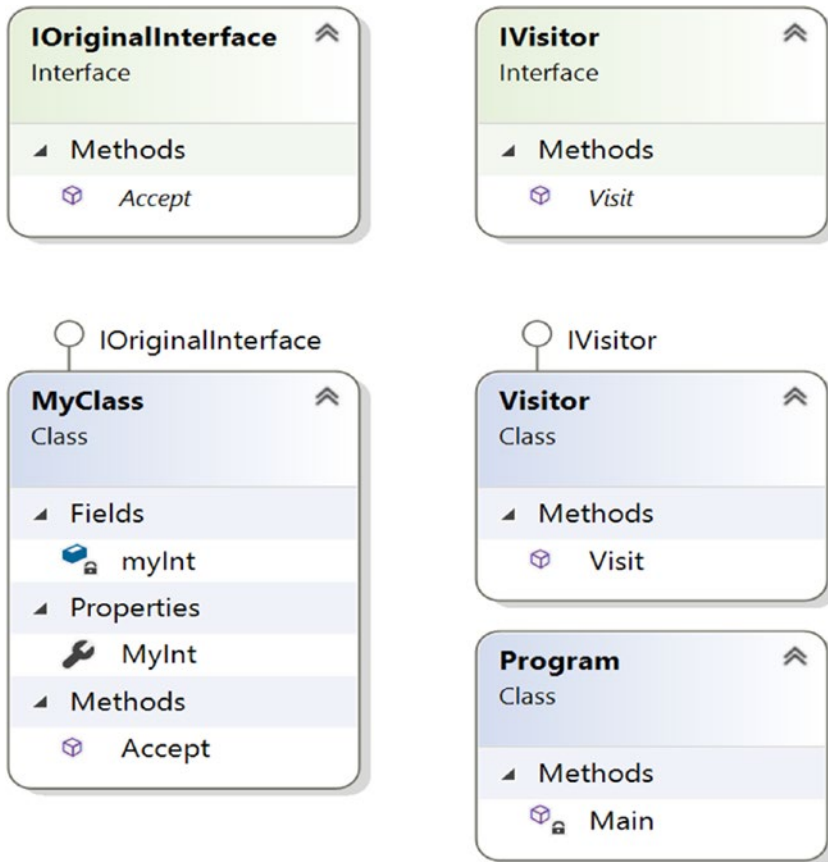 IOriginalInterface
Interface
Methods
Accept
IVisitor
Interface
Methods
Visit
IOriginalInterface
MyClass
Class
Fields
myInt
Properties
MyInt
Methods
Accept
IVisitor
Visitor
Class
Methods
Visit
Program
Class
Methods
Main